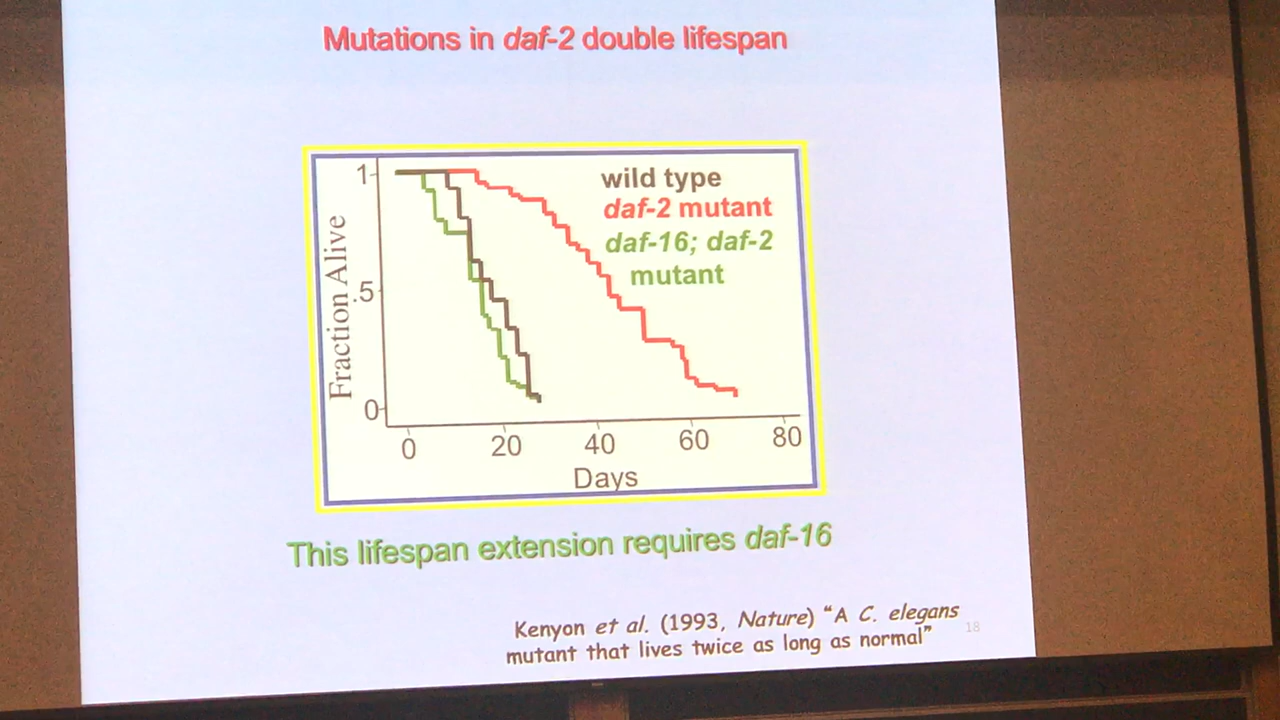 Mutations in daf-2 double lifespan
1
.5
0
Fraction Alive
wild type
daf-2 mutant
daf-16; daf-2
mutant
0 20 40 60 80
Days
This lifespan extension requires daf-16
Kenyon et al. (1993, Nature) “A C. elegans
mutant that lives twice as long as normal”
18